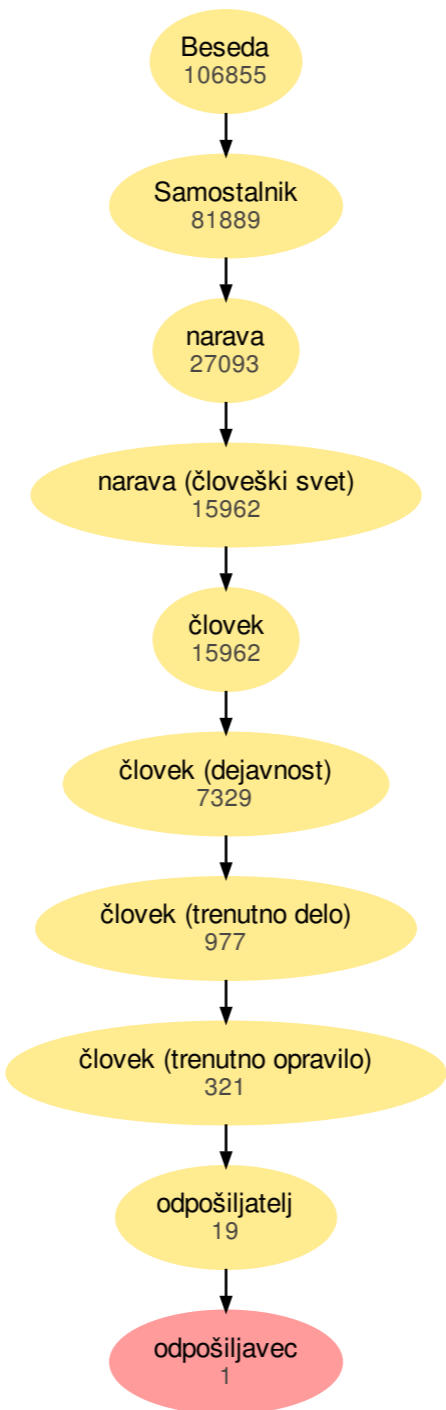 Beseda
106855
Samostalnik
81889
narava
27093
narava (človeški svet)
15962
človek
15962
človek (dejavnost)
7329
človek (trenutno delo)
977
človek (trenutno opravilo)
321
odpošiljatelj
19
odpošiljavec
1